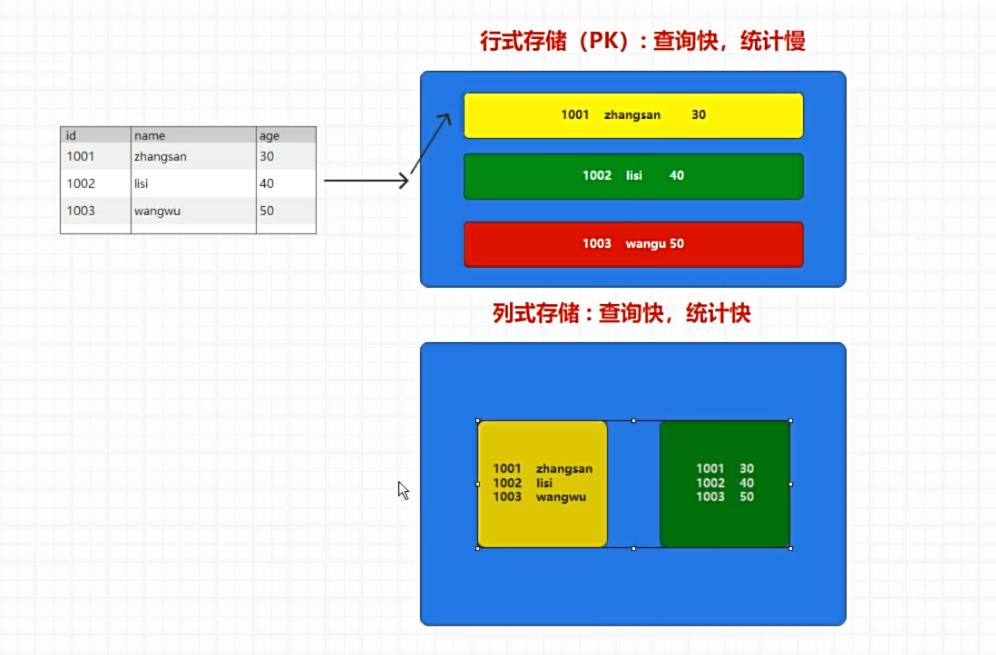 行式存储（PK）: 查询快，统计慢
id name age
1001 zhangsan 30
1002 lisi 40
1003 wangwu 50
1001 zhangsan 30
1002 lisi 40
1003 wangu 50
列式存储 : 查询快，统计快
1001 zhangsan
1002 lisi
1003 wangwu
1001 30
1002 40
1003 50